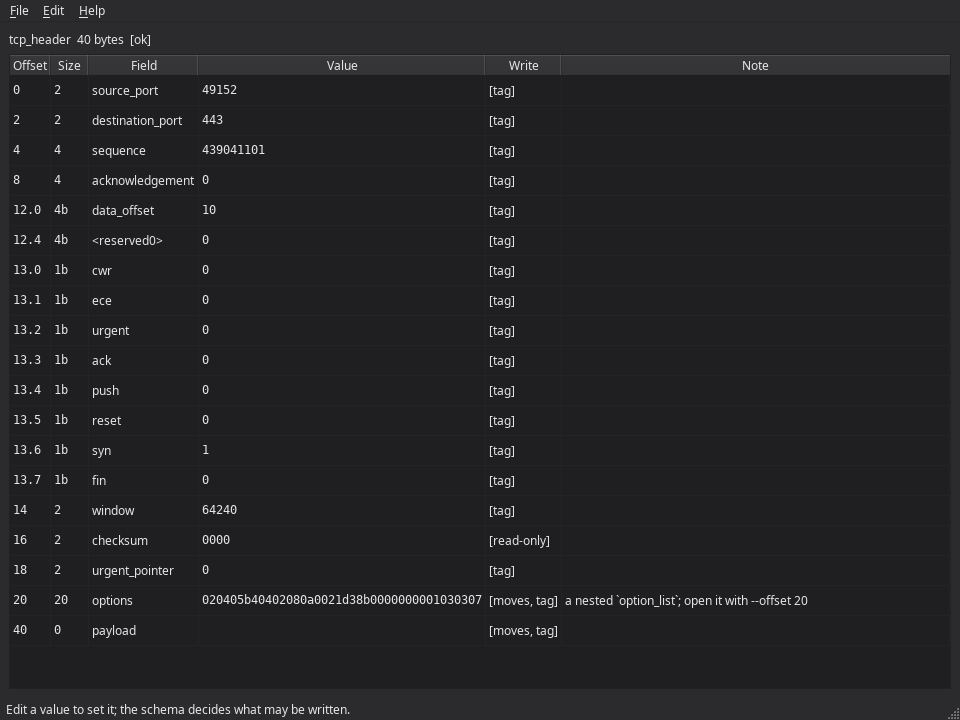 File Edit Help
tcp_header 40 bytes [ok]
Offset Size Field Value Write Note
0 2 source_port 49152 [tag]
2 2 destination_port 443 [tag]
4 4 sequence 439041101 [tag]
8 4 acknowledgement 0 [tag]
12.0 4b data_offset 10 [tag]
12.4 4b <reserved0> 0 [tag]
13.0 1b cwr 0 [tag]
13.1 1b ece 0 [tag]
13.2 1b urgent 0 [tag]
13.3 1b ack 0 [tag]
13.4 1b push 0 [tag]
13.5 1b reset 0 [tag]
13.6 1b syn 1 [tag]
13.7 1b fin 0 [tag]
14 2 window 64240 [tag]
16 2 checksum 0000 [read-only]
18 2 urgent_pointer 0 [tag]
20 20 options 020405b40402080a0021d38b0000000001030307 [moves, tag] a nested `option_list`; open it with --offset 20
40 0 payload [moves, tag]
Edit a value to set it; the schema decides what may be written.